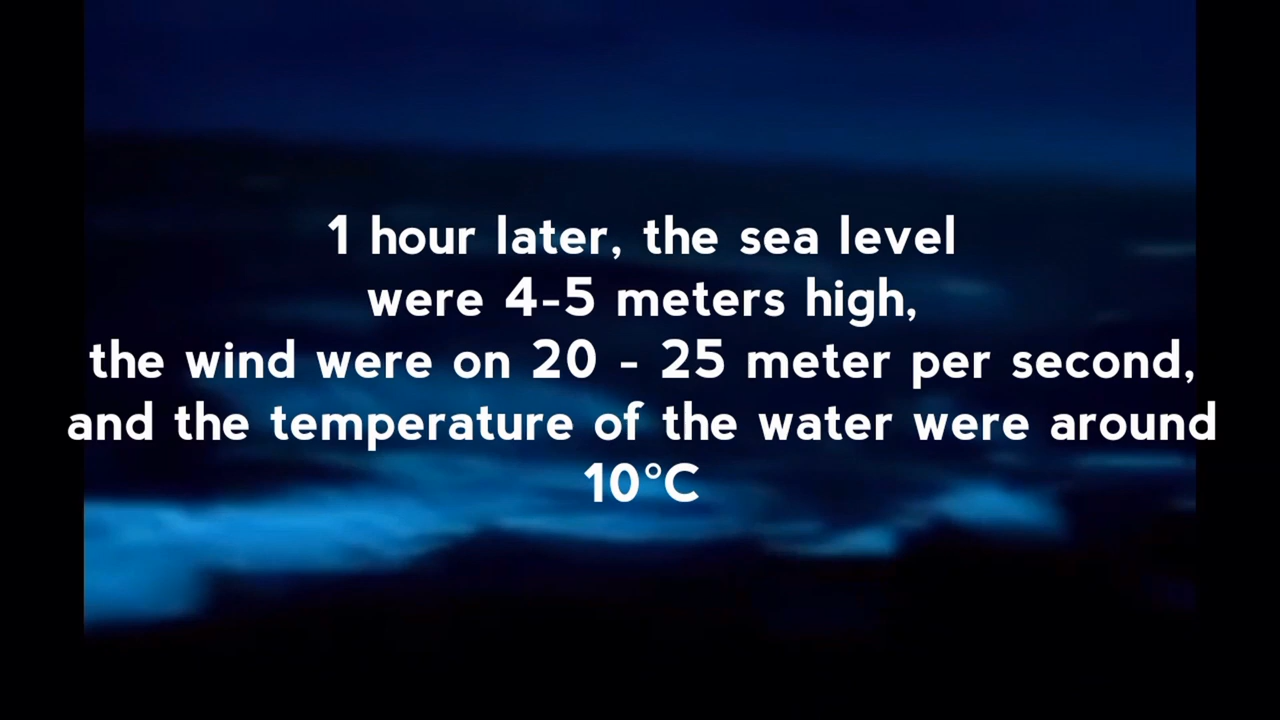 1 hour later, the sea level
were 4-5 meters high,
the wind were on 20 - 25 meter per second,
and the temperature of the water were around
10°C